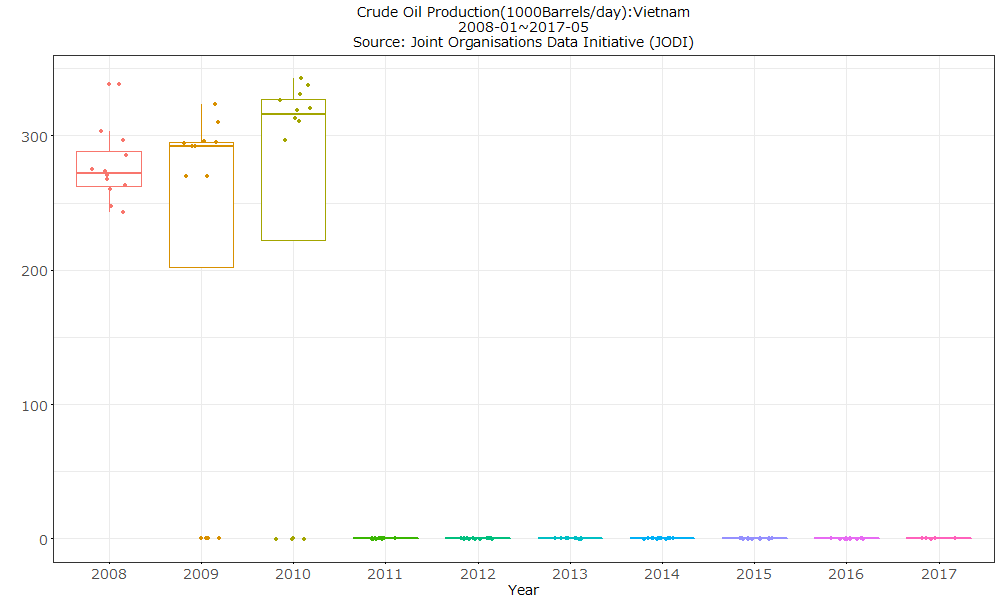 Crude Oil Production(1000Barrels/day):Vietnam
2008-01~2017-05
Source: Joint Organisations Data Initiative (JODI)
300
200
100
0
2008 2009 2010 2011 2012 2013 2014 2015 2016 2017
Year